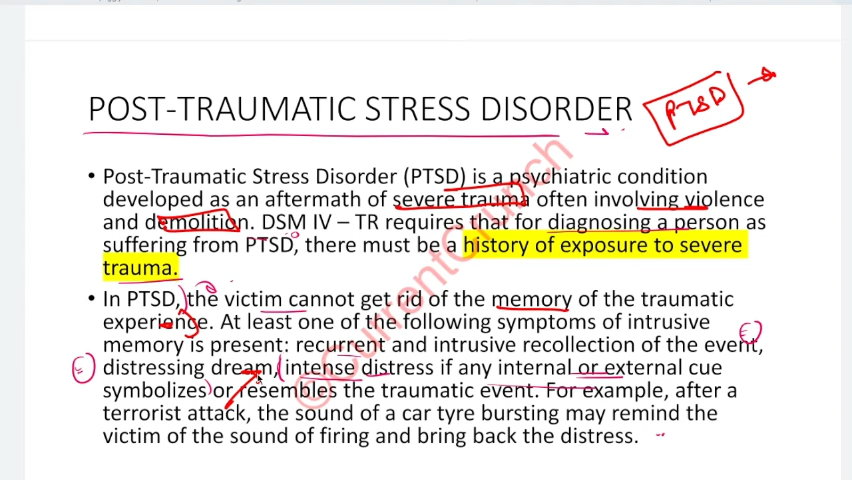 POST-TRAUMATIC STRESS DISORDER
PTSD
• Post-Traumatic Stress Disorder (PTSD) is a psychiatric condition
developed as an aftermath of severe trauma often involving violence
and demolition. DSM IV – TR requires that for diagnosing a person as
suffering from PTSD, there must be a history of exposure to severe
trauma.
• In PTSD, the victim cannot get rid of the memory of the traumatic
experience. At least one of the following symptoms of intrusive
memory is present: recurrent and intrusive recollection of the event,
distressing dream, intense distress if any internal or external cue
symbolizes or resembles the traumatic event. For example, after a
terrorist attack, the sound of a car tyre bursting may remind the
victim of the sound of firing and bring back the distress.
©CurrentCrunch